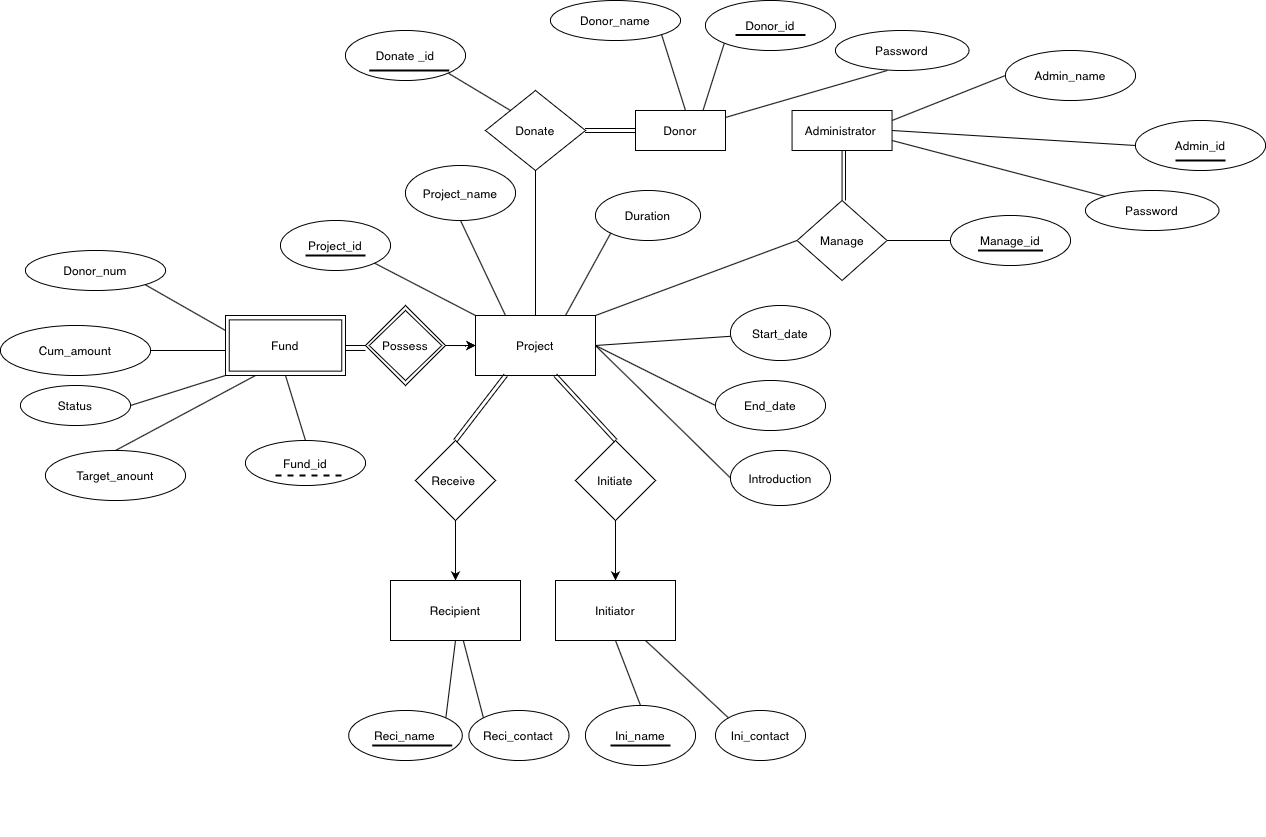 Donor_name
Donor_id
Donate _id
Password
Admin_name
Donate
Donor
Administrator
Admin_id
Project_name
Password
Duration
Project_id
Manage
Manage_id
Donor_num
Start_date
Fund
Possess
Project
Cum_amount
Status
End_date
Fund_id
Target_anount
Receive
Initiate
Introduction
Recipient
Initiator
Reci_name
Reci_contact
Ini_name
Ini_contact